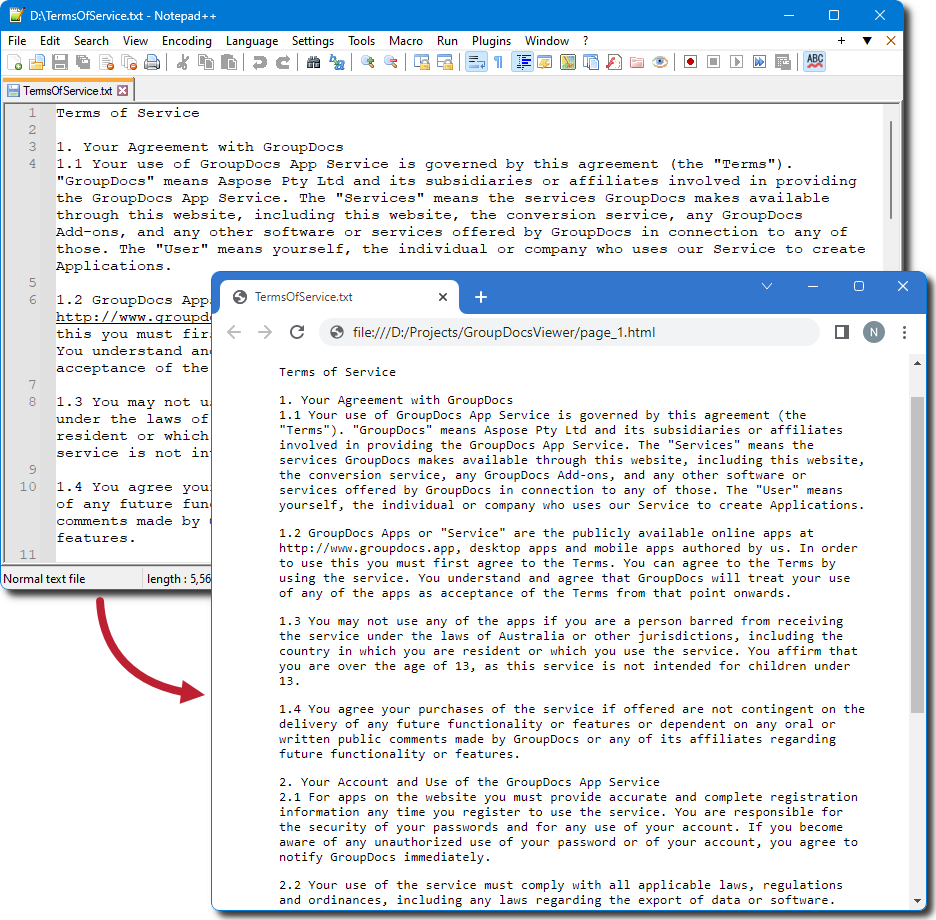 D:\TermsOfService.txt - Notepad++
File Edit Search View Encoding Language Settings Tools Macro Run Plugins Window ?
+ ▼ X
ABC
TermsOfService.txt
1 Terms of Service
2
3 1. Your Agreement with GroupDocs
4 1.1 Your use of GroupDocs App Service is governed by this agreement (the "Terms").
"GroupDocs" means Aspose Pty Ltd and its subsidiaries or affiliates involved in providing
the GroupDocs App Service. The "Services" means the services GroupDocs makes available
through this website, including this website, the conversion service, any GroupDocs
Add-ons, and any other software or services offered by GroupDocs in connection to any of
those. The "User" means yourself, the individual or company who uses our Service to create
Applications.
5
6 1.2 GroupDocs App
http://www.groupd
this you must fir
You understand an
acceptance of the
7
8 1.3 You may not u
under the laws of
resident or which
service is not in
9
10 1.4 You agree you
of any future fun
comments made by
features.
11
Normal text file length : 5,56
TermsOfService.txt
file:///D:/Projects/GroupDocsViewer/page_1.html
N
Terms of Service
1. Your Agreement with GroupDocs
1.1 Your use of GroupDocs App Service is governed by this agreement (the
"Terms"). "GroupDocs" means Aspose Pty Ltd and its subsidiaries or affiliates
involved in providing the GroupDocs App Service. The "Services" means the
services GroupDocs makes available through this website, including this website,
the conversion service, any GroupDocs Add-ons, and any other software or
services offered by GroupDocs in connection to any of those. The "User" means
yourself, the individual or company who uses our Service to create Applications.
1.2 GroupDocs Apps or "Service" are the publicly available online apps at
http://www.groupdocs.app, desktop apps and mobile apps authored by us. In order
to use this you must first agree to the Terms. You can agree to the Terms by
using the service. You understand and agree that GroupDocs will treat your use
of any of the apps as acceptance of the Terms from that point onwards.
1.3 You may not use any of the apps if you are a person barred from receiving
the service under the laws of Australia or other jurisdictions, including the
country in which you are resident or which you use the service. You affirm that
you are over the age of 13, as this service is not intended for children under
13.
1.4 You agree your purchases of the service if offered are not contingent on the
delivery of any future functionality or features or dependent on any oral or
written public comments made by GroupDocs or any of its affiliates regarding
future functionality or features.
2. Your Account and Use of the GroupDocs App Service
2.1 For apps on the website you must provide accurate and complete registration
information any time you register to use the service. You are responsible for
the security of your passwords and for any use of your account. If you become
aware of any unauthorized use of your password or of your account, you agree to
notify GroupDocs immediately.
2.2 Your use of the service must comply with all applicable laws, regulations
and ordinances, including any laws regarding the export of data or software.